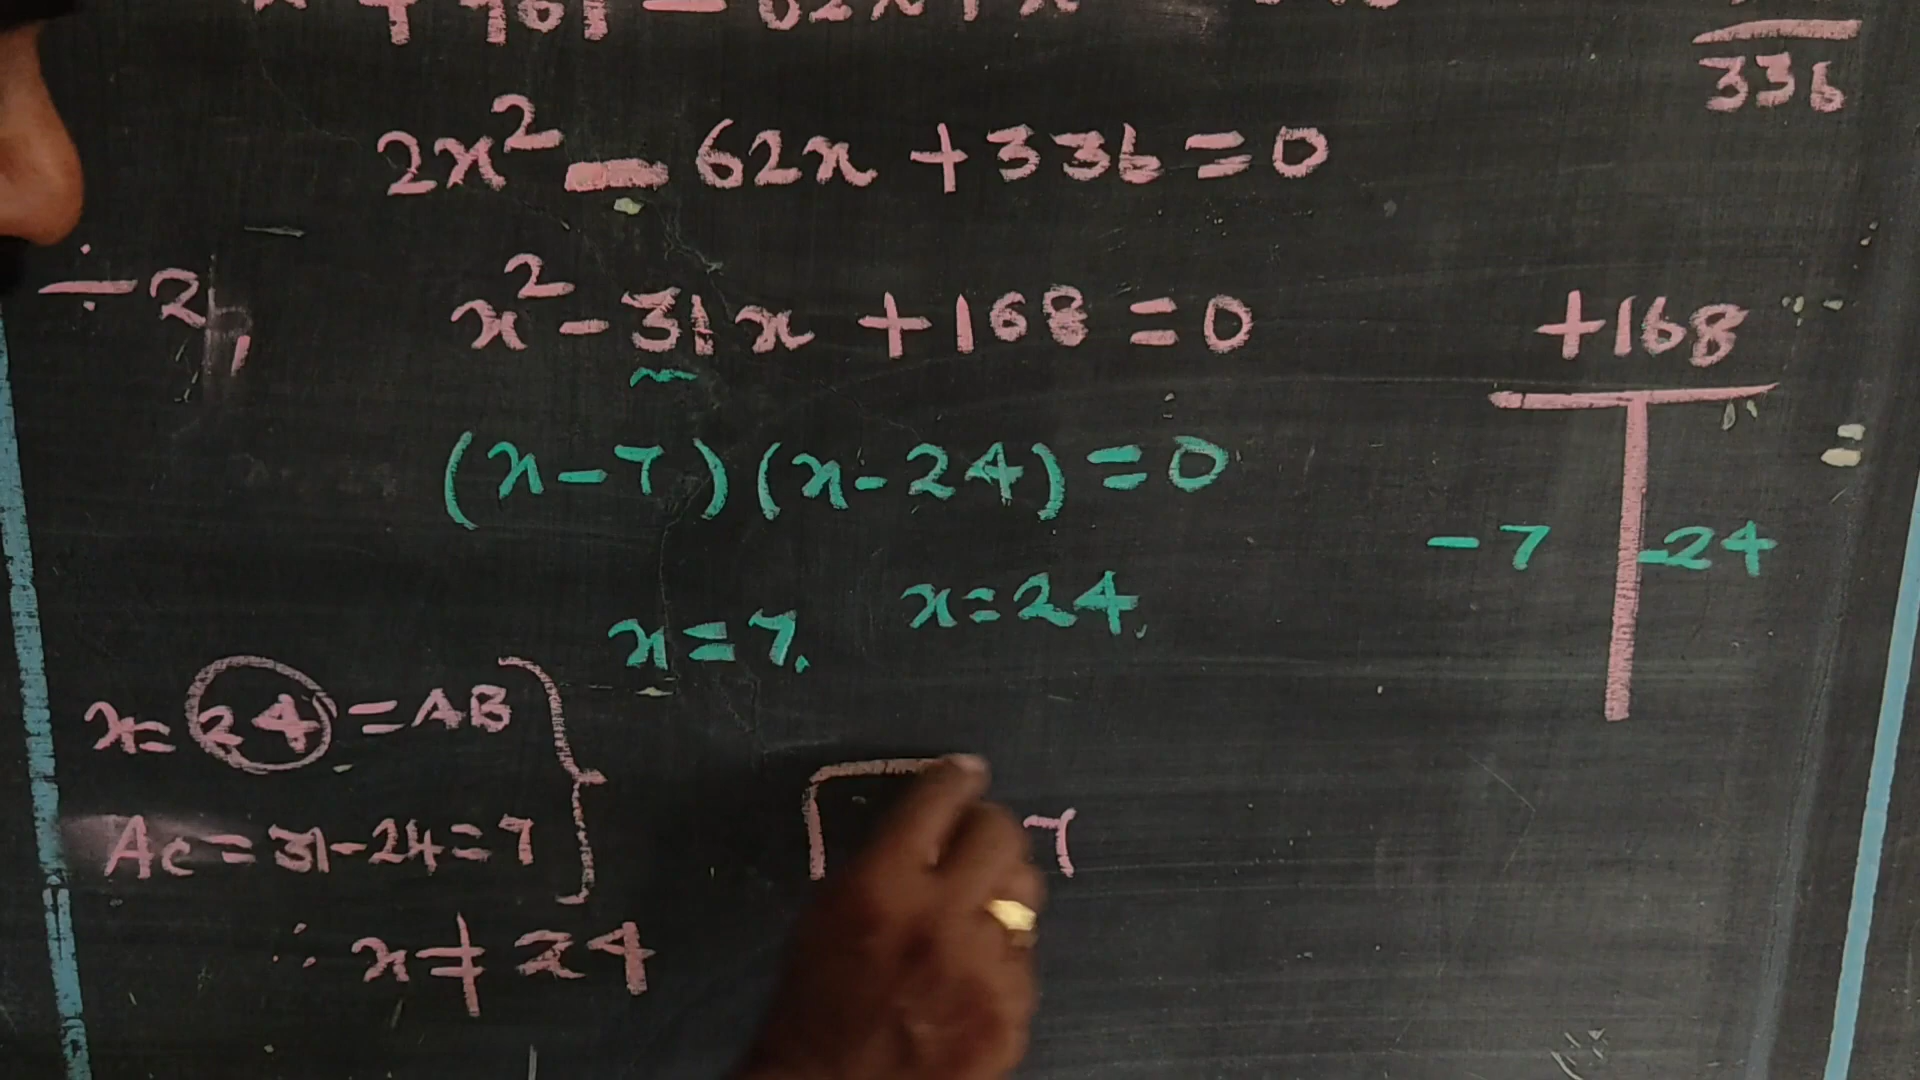 336
2x² - 62x + 336 = 0
÷ 2, x² - 31x + 168 = 0
+168
(x-7)(x-24) = 0
-7 -24
x = 7. x = 24.
x = 24 = AB
AC = 31-24 = 7
7
∴ x ≠ 24